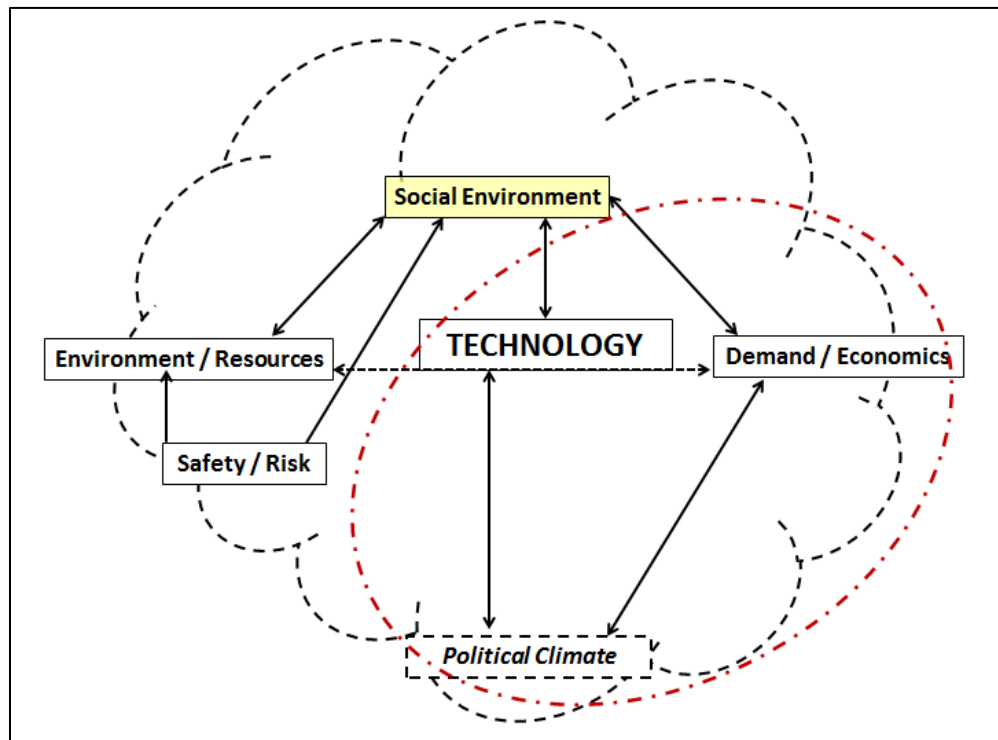 Social Environment
TECHNOLOGY
Environment / Resources
Demand / Economics
Safety / Risk
Political Climate